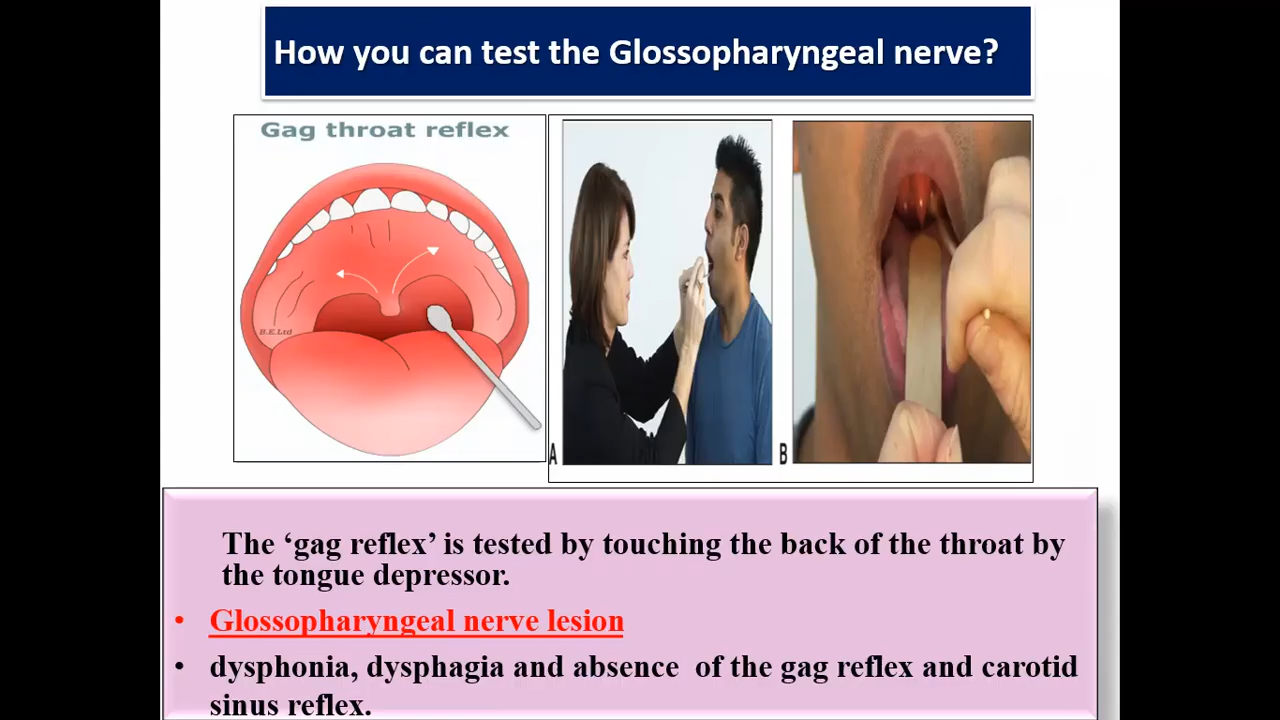 How you can test the Glossopharyngeal nerve?
Gag throat reflex
B.E.Ltd
A
B
The ‘gag reflex’ is tested by touching the back of the throat by
the tongue depressor.
• Glossopharyngeal nerve lesion
• dysphonia, dysphagia and absence of the gag reflex and carotid
sinus reflex.